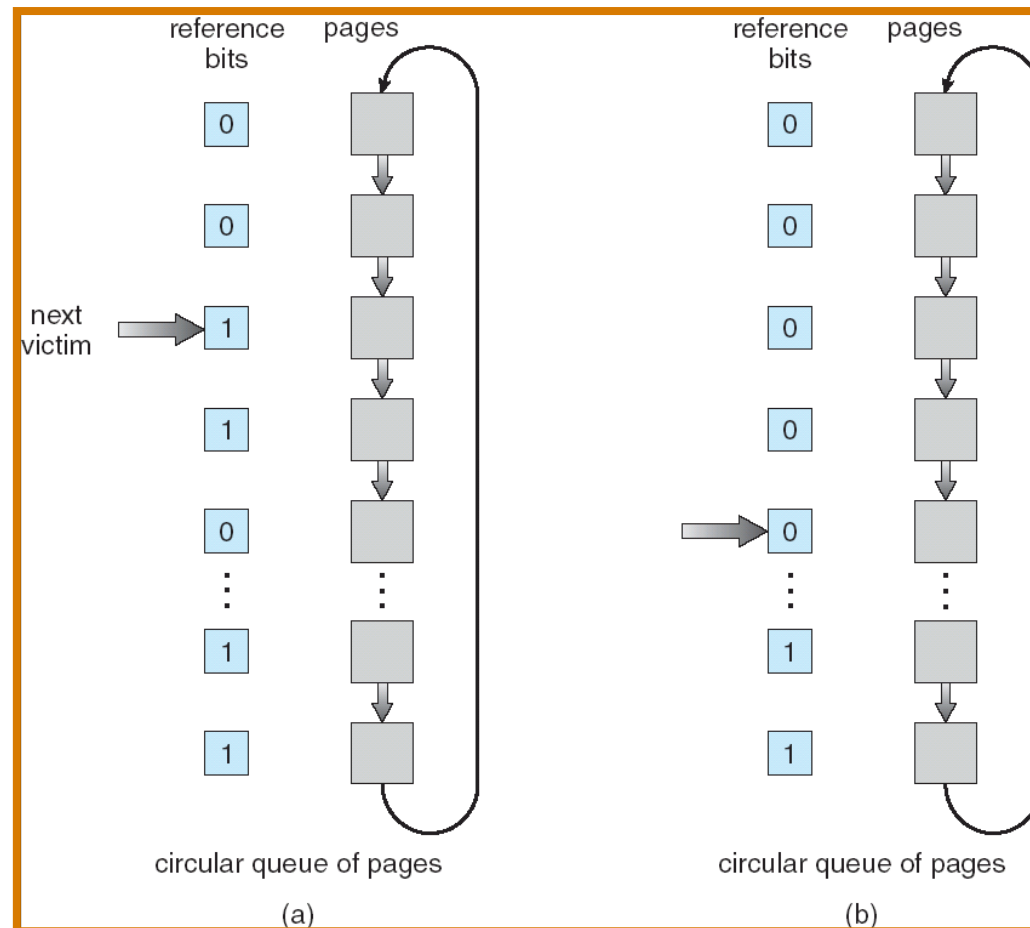 reference bits
pages
0
0
next victim
1
1
0
1
1
circular queue of pages
(a)
reference bits
pages
0
0
0
0
0
1
1
circular queue of pages
(b)